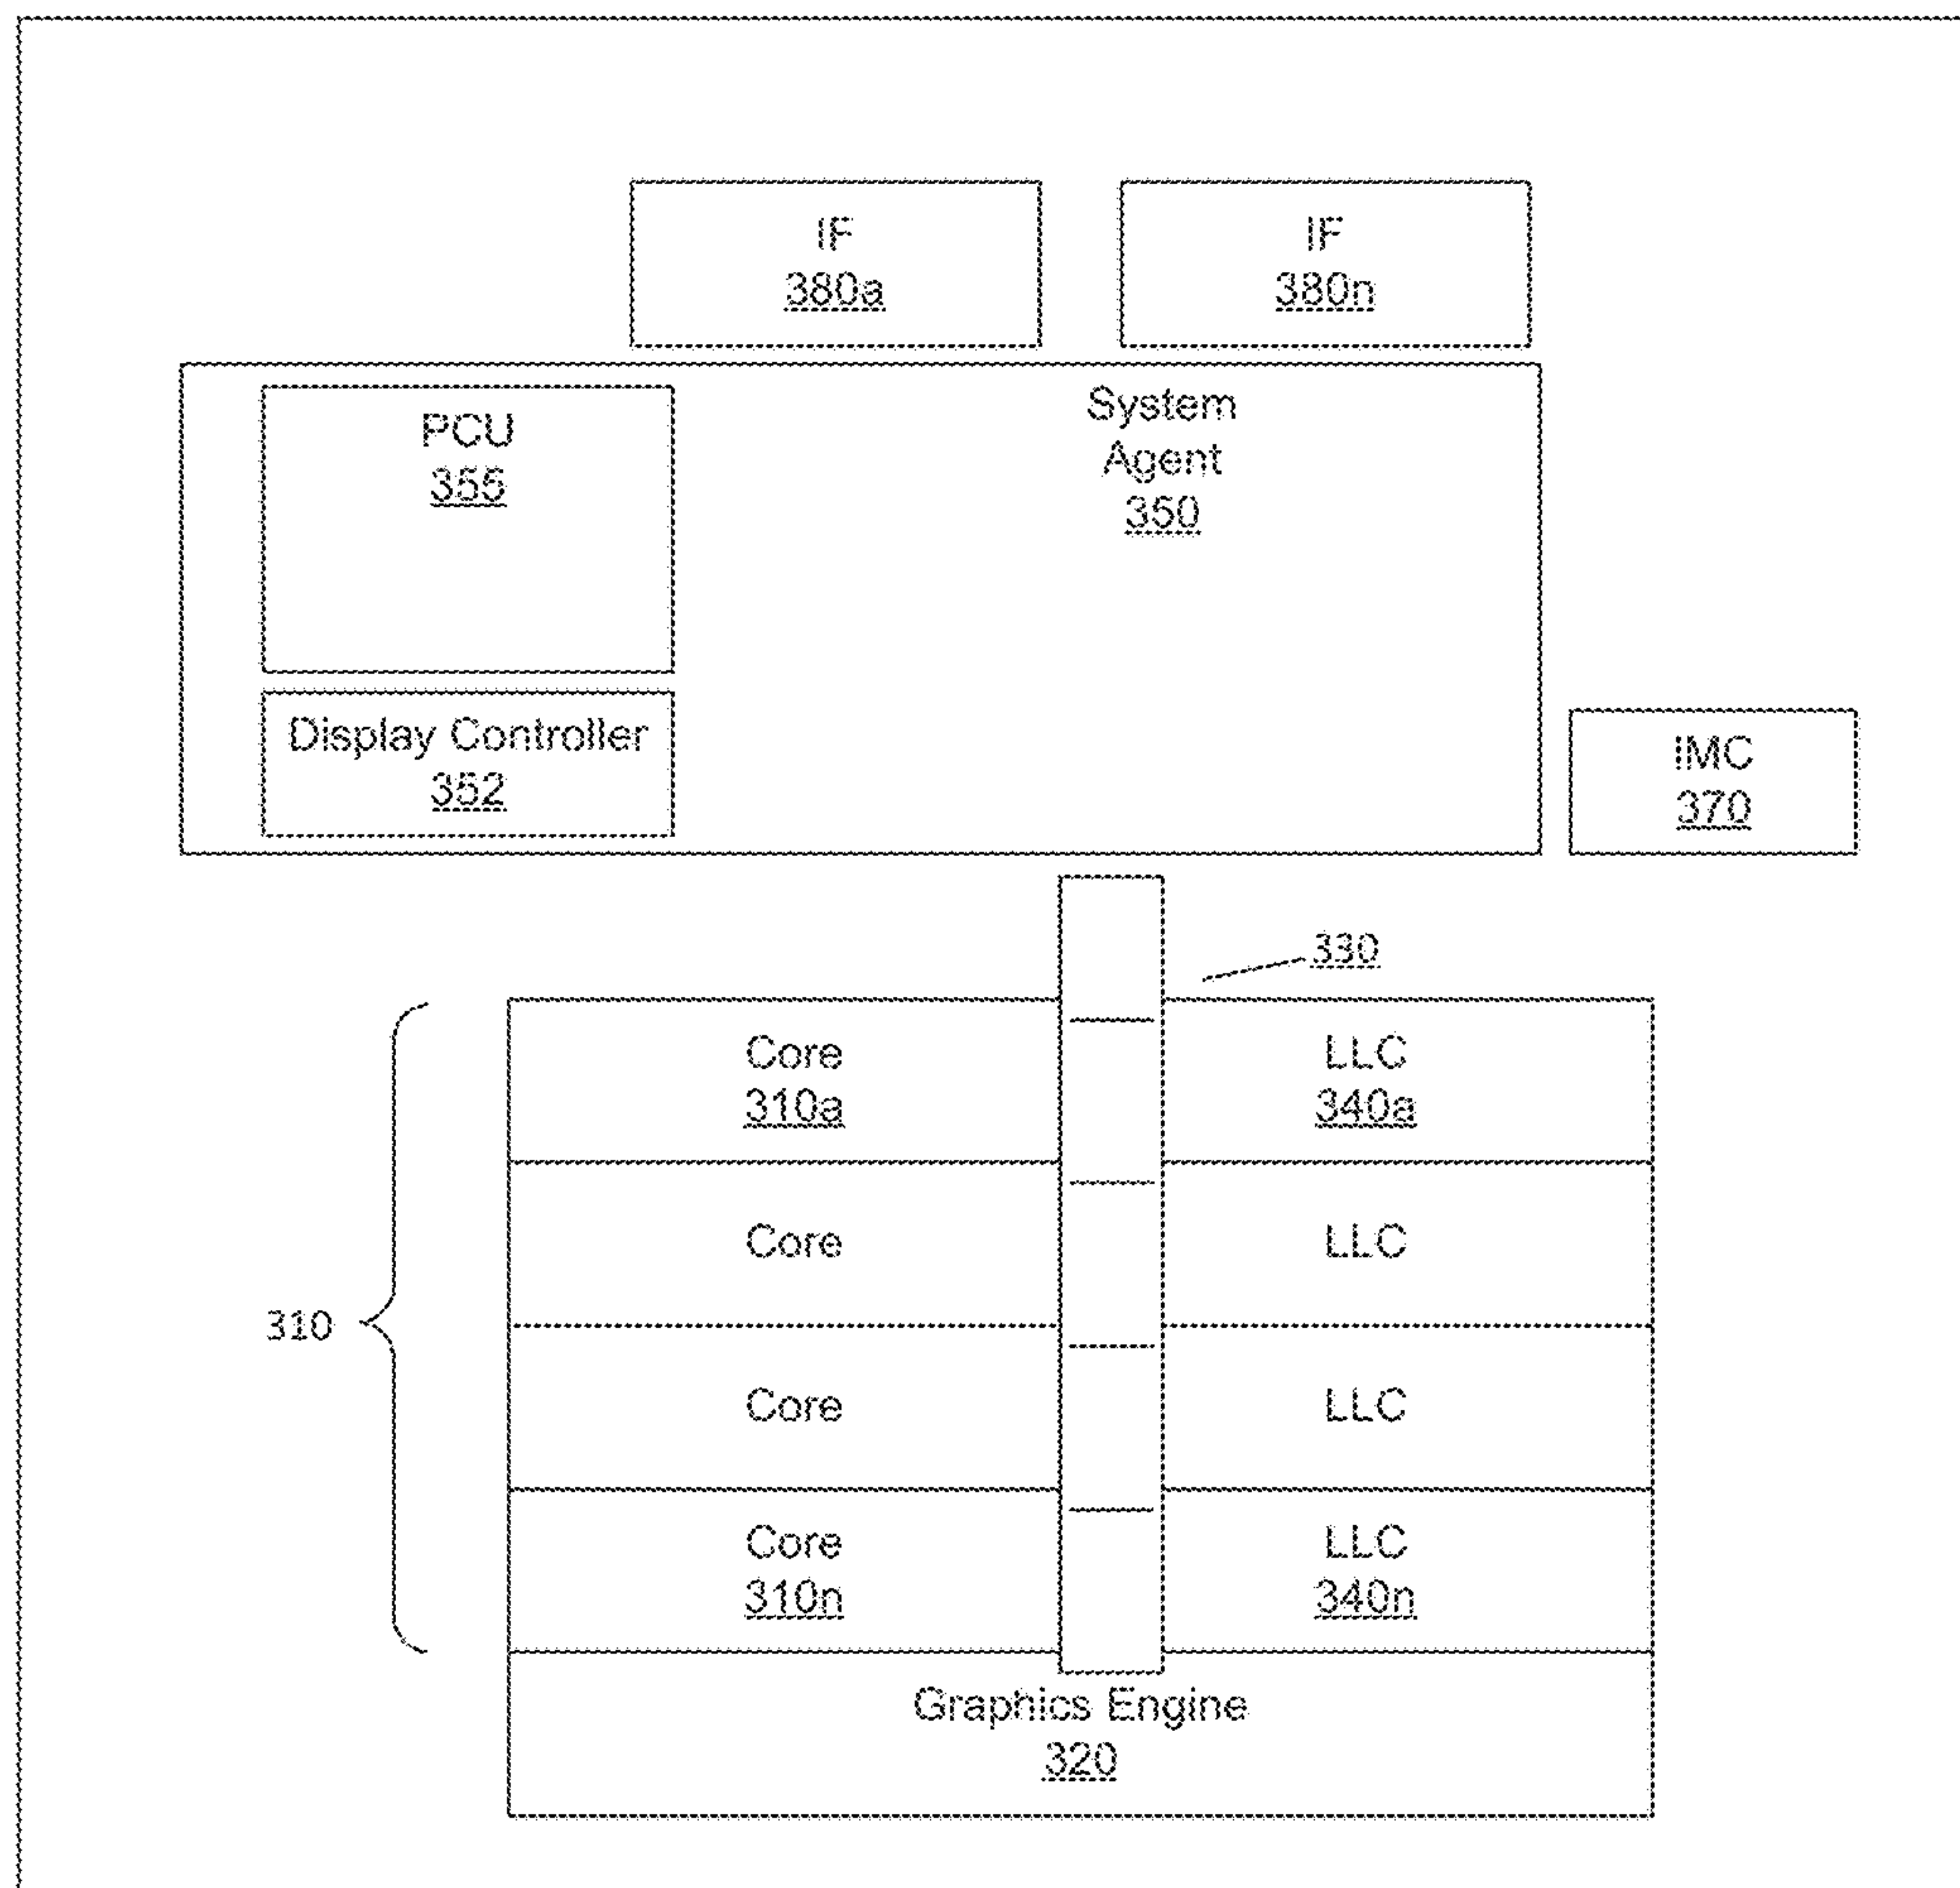 IF
380a
IF
380n
PCU
355
System
Agent
350
Display Controller
352
IMC
370
330
Core
310a
LLC
340a
Core
LLC
310
Core
LLC
Core
310n
LLC
340n
Graphics Engine
320